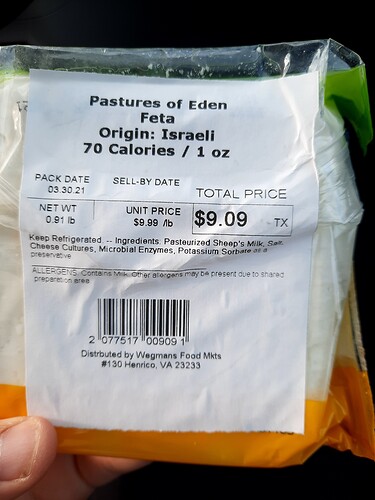 Pastures of Eden
Feta
Origin: Israeli
70 Calories / 1 oz
PACK DATE SELL-BY DATE TOTAL PRICE
03.30.21
NET WT UNIT PRICE $9.09 TX
0.91 lb $9.99 /lb
Keep Refrigerated. -- Ingredients: Pasteurized Sheep's Milk, Salt,
Cheese Cultures, Microbial Enzymes, Potassium Sorbate as a
preservative
ALLERGENS: Contains Milk. Other allergens may be present due to shared
preparation area.
2 077517 00909 1
Distrbuted by Wegmans Food Mkts
#130 Henrico, VA 23233